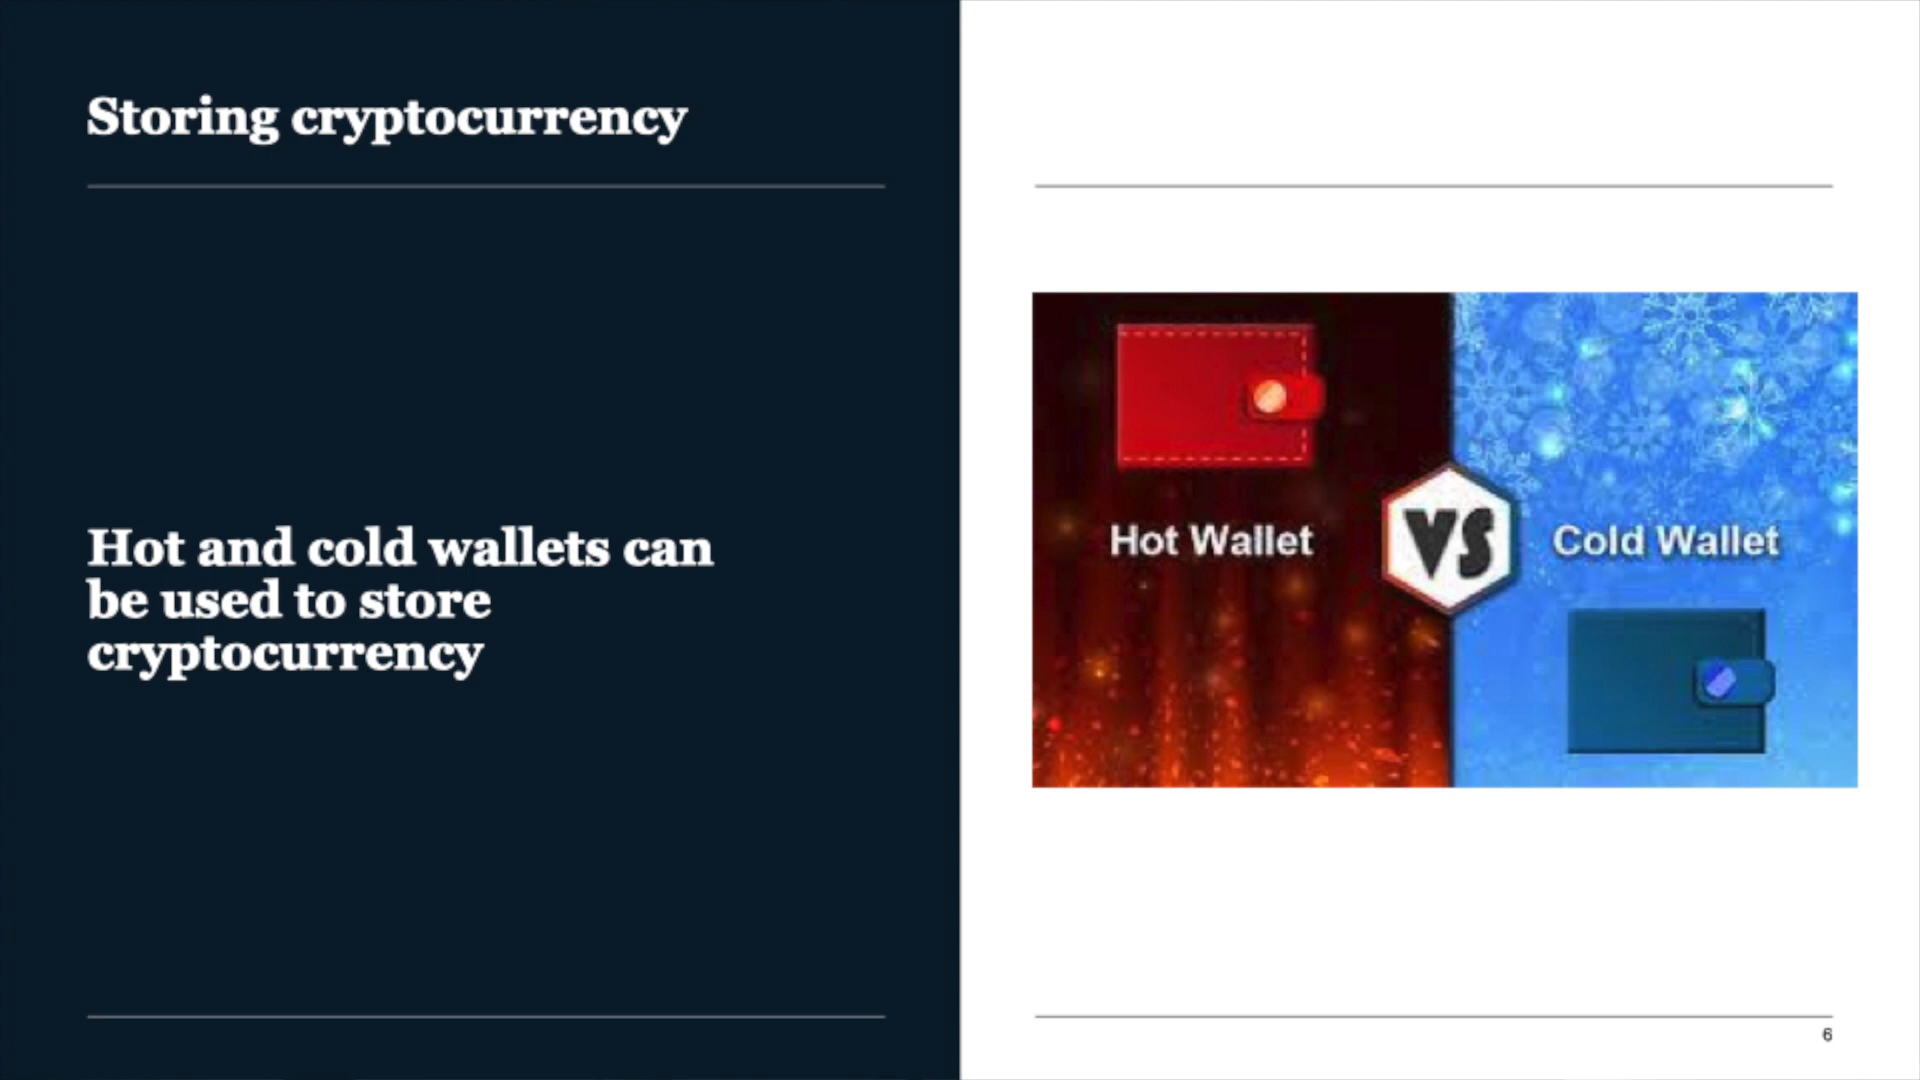 Storing cryptocurrency
Hot and cold wallets can
be used to store
cryptocurrency
Hot Wallet
VS
Cold Wallet
6